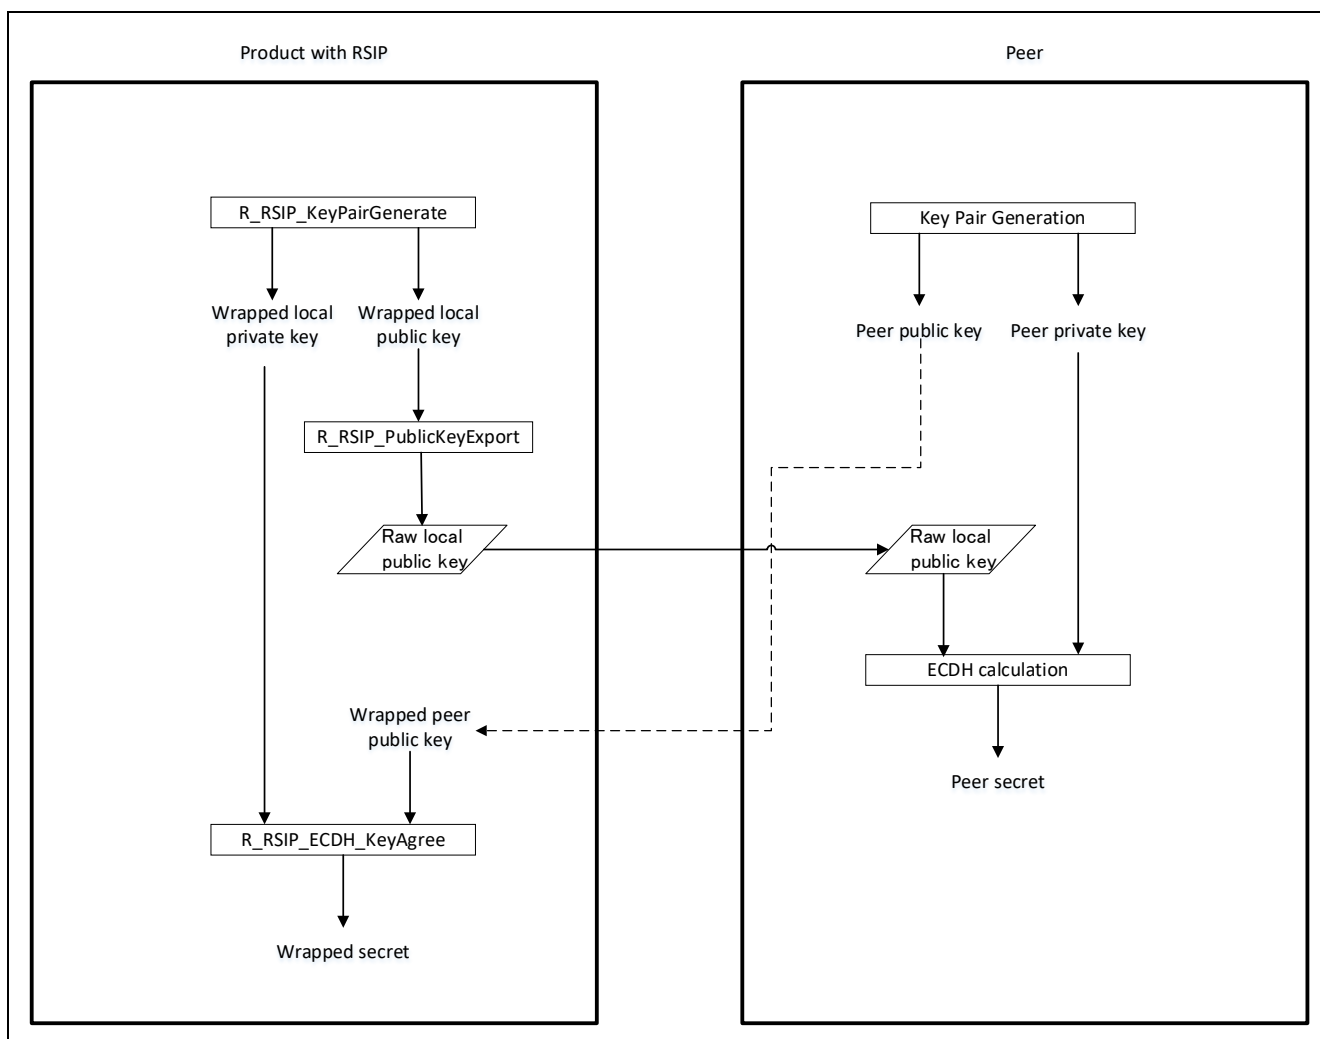 Product with RSIP
Peer
R_RSIP_KeyPairGenerate
Key Pair Generation
Wrapped local
private key
Wrapped local
public key
Peer public key
Peer private key
R_RSIP_PublicKeyExport
Raw local
public key
Raw local
public key
ECDH calculation
Wrapped peer
public key
Peer secret
R_RSIP_ECDH_KeyAgree
Wrapped secret